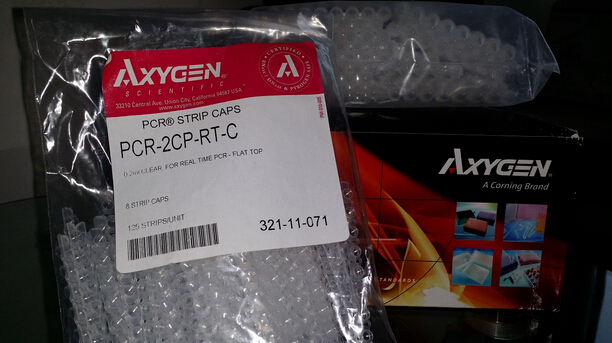 AXYGEN®
SCIENTIFIC
33210 Central Ave. Union City, California 94587 USA
www.axygen.com
CERTIFIED
PCR® STRIP CAPS
PCR-2CP-RT-C
0.2ml CLEAR, FOR REAL TIME PCR - FLAT TOP
8 STRIP CAPS
125 STRIPS/UNIT
321-11-071
AXYGEN®
A Corning Brand
STANDARDS